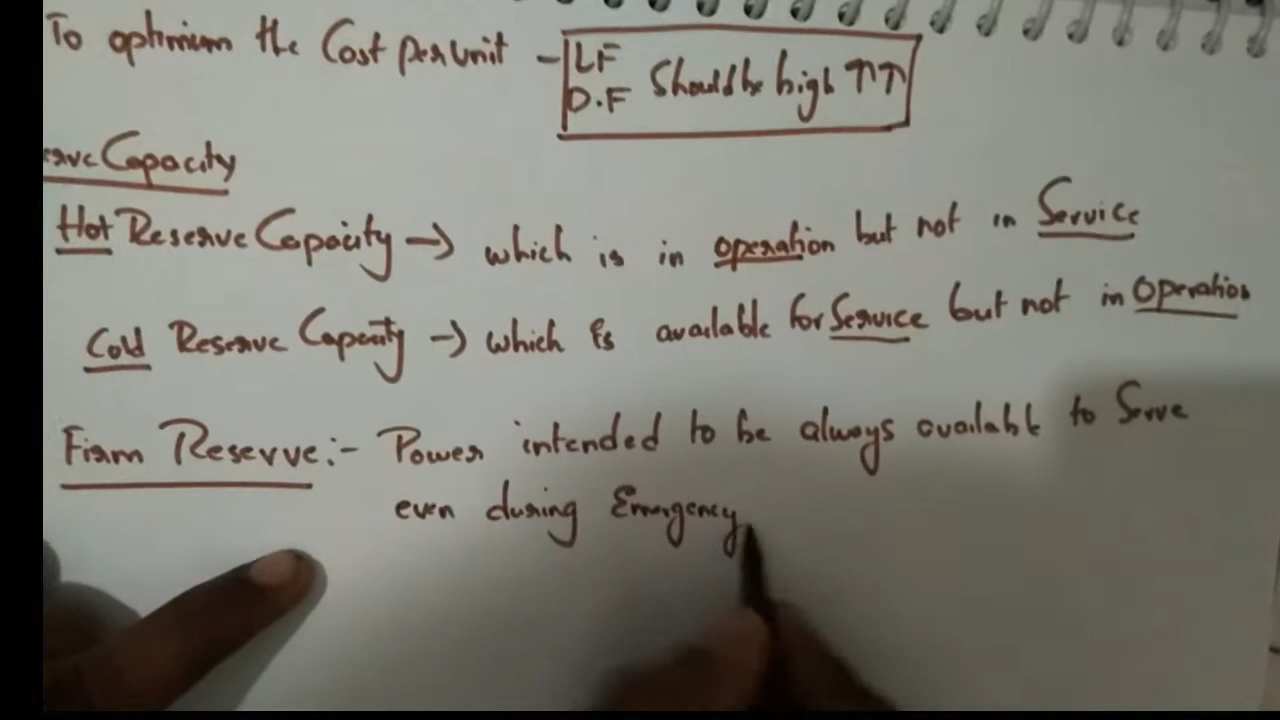 To optimum the Cost per unit - LF
D.F Should be high ↑↑
erve Capacity
Hot Reserve Capacity → which is in operation but not in Service
Cold Reserve Capacity → which is available for Service but not in Operation
Firm Reserve:- Power intended to be always available to Serve
even during Emergency